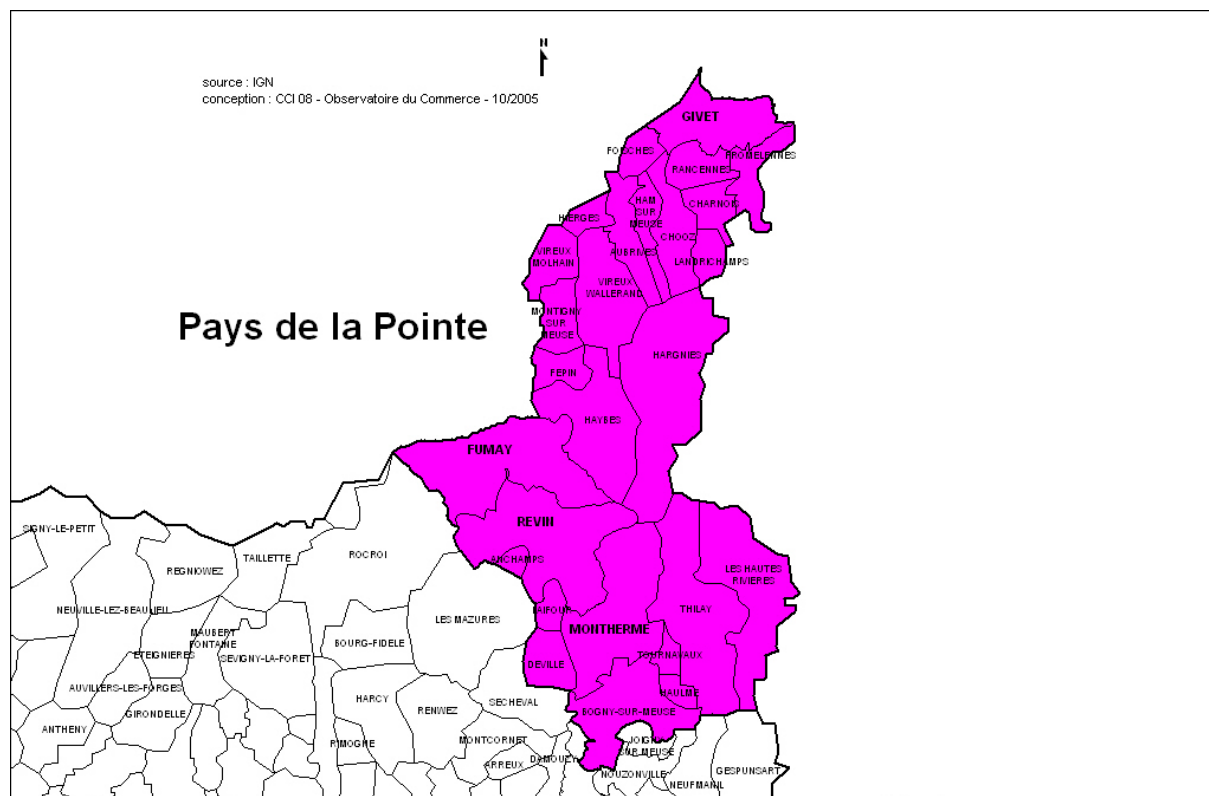 N
source : IGN
conception : CCI 08 - Observatoire du Commerce - 10/2005
GIVET
FOISCHES
FROMELENNES
RANCENNES
CHARNOIS
HAM
SUR
MEUSE
HIERGES
CHOOZ
AUBRIVES
LANDRICHAMPS
VIREUX
MOLHAIN
VIREUX
WALLERAND
MONTIGNY
SUR
MEUSE
Pays de la Pointe
HARGNIES
FEPIN
HAYBES
FUMAY
REVIN
SIGNY-LE-PETIT
TAILLETTE
ROCROI
ANCHAMPS
REGNIOWEZ
LES HAUTES
RIVIERES
NEUVILLE-LEZ-BEAULIEU
LAIFOUR
THILAY
LES MAZURES
MONTHERME
MAUBERT
FONTAINE
BOURG-FIDELE
ETEIGNIERES
SEVIGNY-LA-FORET
TOURNAVAUX
DEVILLE
AUVILLERS-LES-FORGES
HARCY
HAULME
SECHEVAL
RENWEZ
BOGNY-SUR-MEUSE
GIRONDELLE
ANTHENY
RIMOGNE
MONTCORNET
JOIGNY
SUR MEUSE
DAMOUZY
ARREUX
NOUZONVILLE
GESPUNSART
NEUFMANIL